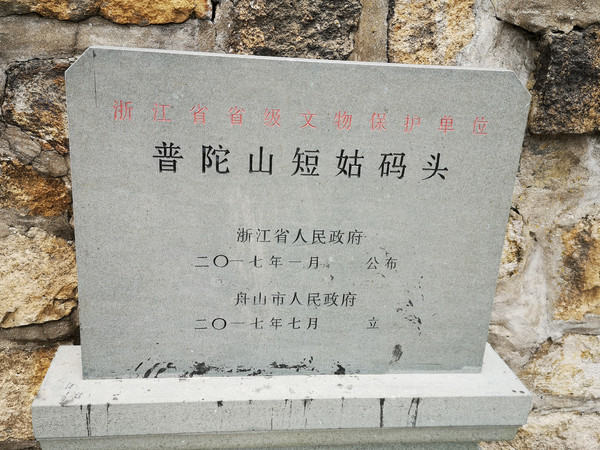 浙江省省级文物保护单位
普陀山短姑码头
浙江省人民政府
二〇一七年一月 公布
舟山市人民政府
二〇一七年七月 立